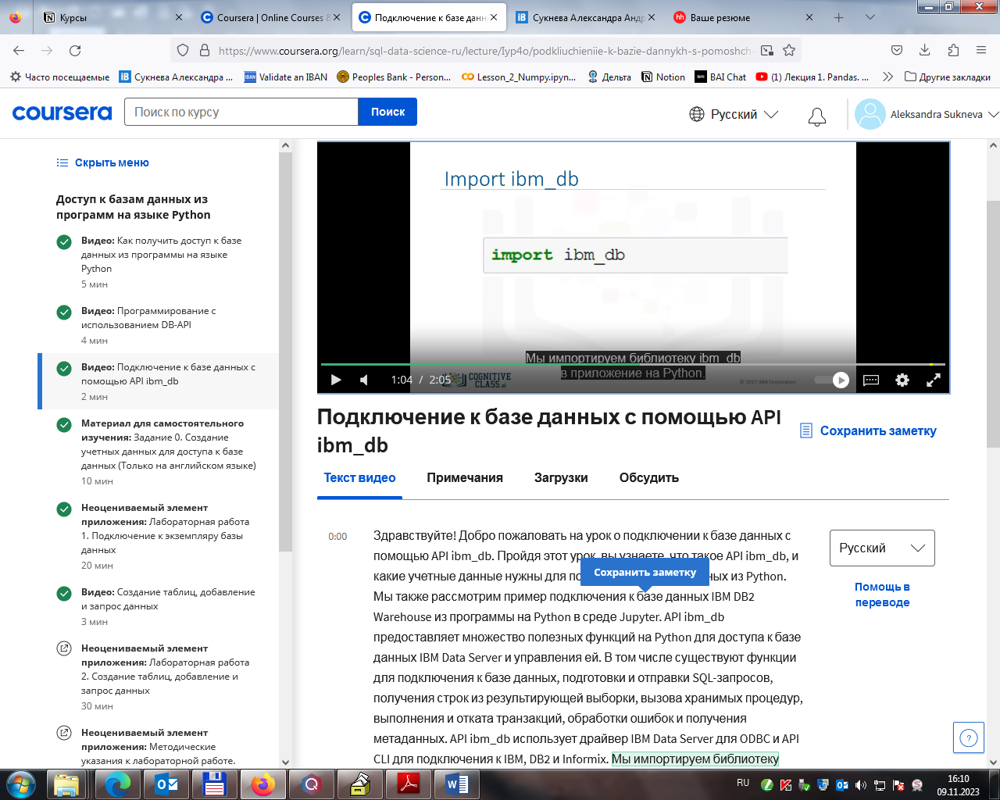 Курсы
Coursera | Online Courses &
Подключение к базе данн
Сукнева Александра Андр
Ваше резюме
https://www.coursera.org/learn/sql-data-science-ru/lecture/Iyp4o/podkliuchieniie-k-bazie-dannykh-s-pomoshch
Часто посещаемые
Сукнева Александра ...
Validate an IBAN
Peoples Bank - Person...
Lesson_2_Numpy.ipyn...
Дельта
Notion
BAI Chat
(1) Лекция 1. Pandas. ...
Другие закладки
coursera
Поиск по курсу
Поиск
Русский
Aleksandra Sukneva
Скрыть меню
Доступ к базам данных из
программ на языке Python
Видео: Как получить доступ к базе
данных из программы на языке
Python
5 мин
Видео: Программирование с
использованием DB-API
4 мин
Видео: Подключение к базе данных с
помощью API ibm_db
2 мин
Материал для самостоятельного
изучения: Задание 0. Создание
учетных данных для доступа к базе
данных (Только на английском языке)
10 мин
Неоцениваемый элемент
приложения: Лабораторная работа
1. Подключение к экземпляру базы
данных
20 мин
Видео: Создание таблиц, добавление
и запрос данных
3 мин
Неоцениваемый элемент
приложения: Лабораторная работа
2. Создание таблиц, добавление и
запрос данных
30 мин
Неоцениваемый элемент
приложения: Методические
указания к лабораторной работе.
Import ibm_db
import ibm_db
Мы импортируем библиотеку ibm_db
в приложение на Python.
1:04 / 2:05
COGNITIVE
CLASS.ai
© 2017 IBM Corporation
Подключение к базе данных с помощью API
ibm_db
Сохранить заметку
Текст видео
Примечания
Загрузки
Обсудить
0:00
Здравствуйте! Добро пожаловать на урок о подключении к базе данных с
помощью API ibm_db. Пройдя этот урок, вы узнаете, что такое API ibm_db, и
какие учетные данные нужны для по
ных из Python.
Сохранить заметку
Мы также рассмотрим пример подключения к базе данных IBM DB2
Warehouse из программы на Python в среде Jupyter. API ibm_db
предоставляет множество полезных функций на Python для доступа к базе
данных IBM Data Server и управления ей. В том числе существуют функции
для подключения к базе данных, подготовки и отправки SQL-запросов,
получения строк из результирующей выборки, вызова хранимых процедур,
выполнения и отката транзакций, обработки ошибок и получения
метаданных. API ibm_db использует драйвер IBM Data Server для ODBC и API
CLI для подключения к IBM, DB2 и Informix. Мы импортируем библиотеку
Русский
Помощь в
переводе
RU
16:10
09.11.2023